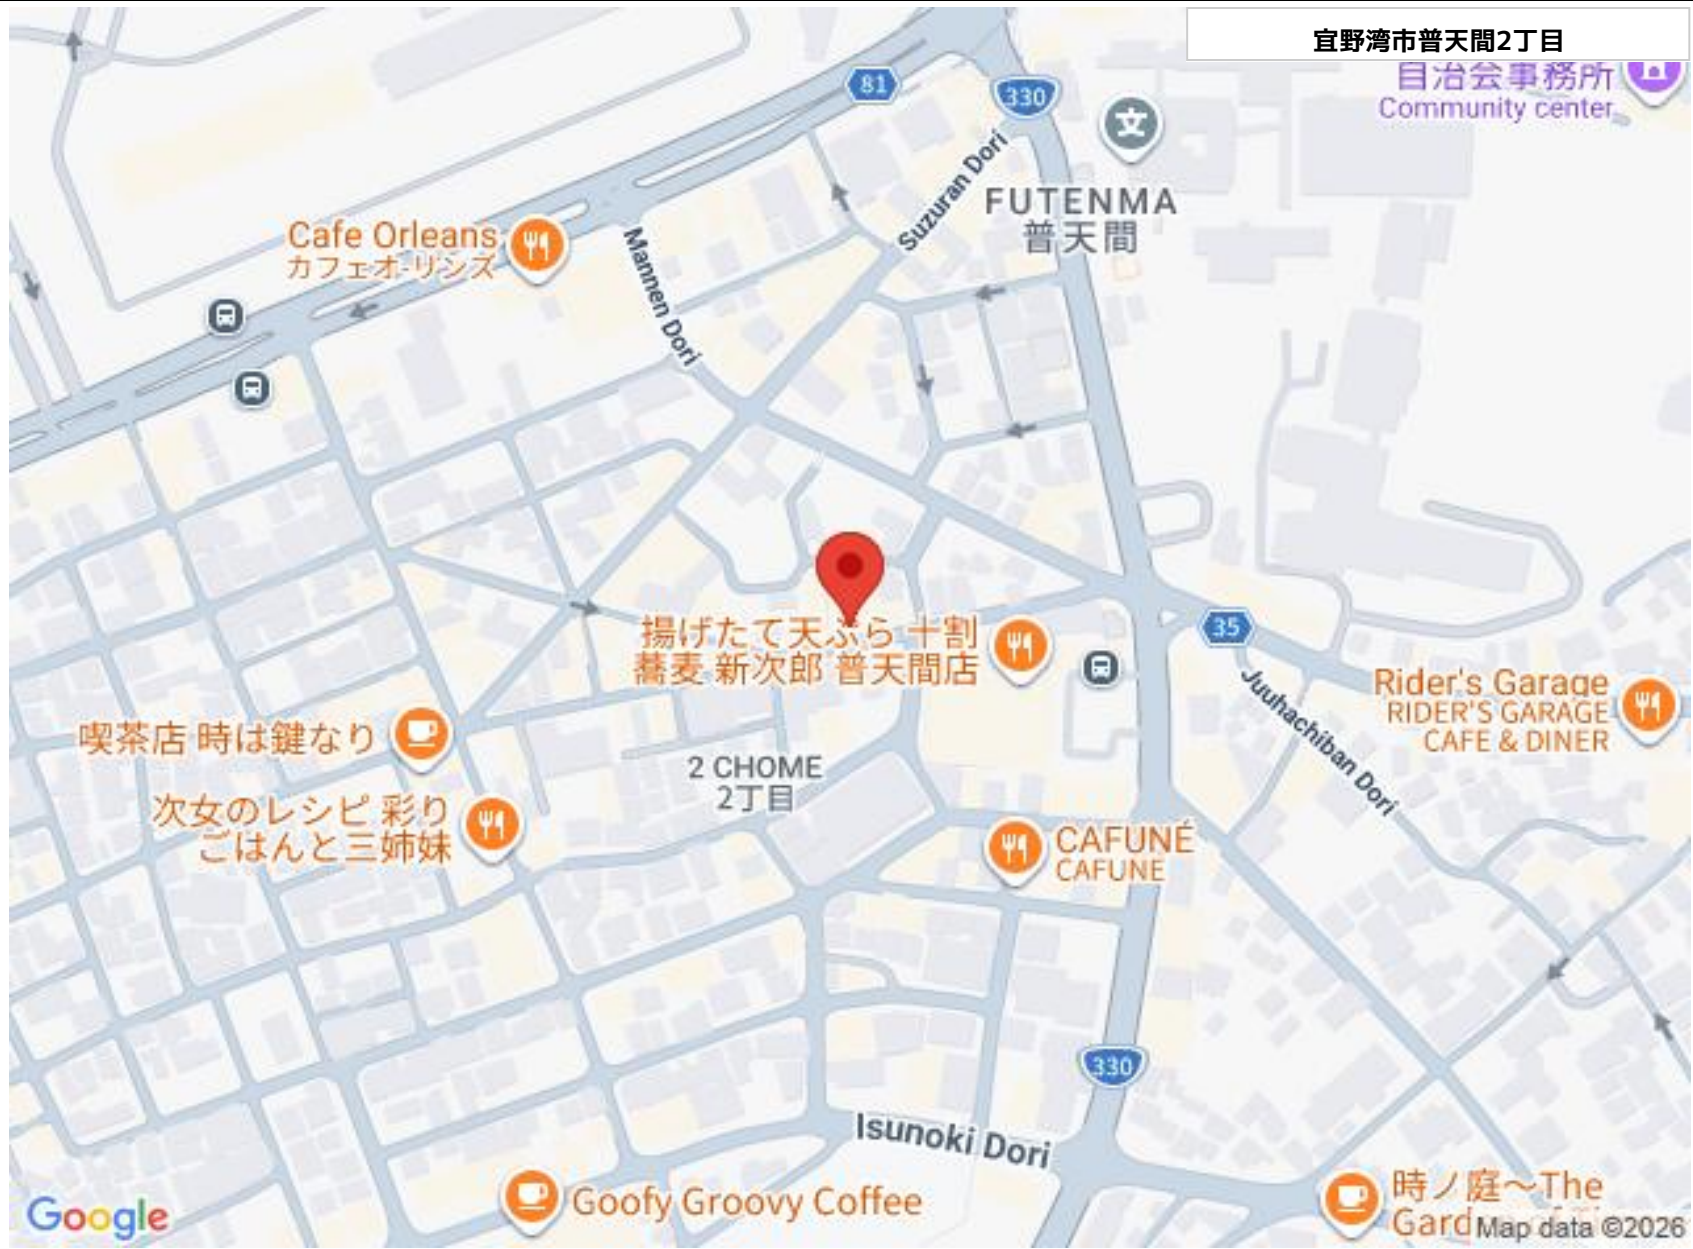 宜野湾市普天間2丁目
自治会事務所
Community center
81
330
文
Suzuran Dori
FUTENMA
普天間
Cafe Orleans
カフェオ-リンズ
Mannen Dori
揚げたて天ぷら 十割
蕎麦 新次郎 普天間店
35
Juuhachiban Dori
Rider's Garage
RIDER'S GARAGE
CAFE & DINER
喫茶店 時は鍵なり
2 CHOME
2丁目
次女のレシピ 彩り
ごはんと三姉妹
CAFUNÉ
CAFUNE
330
Isunoki Dori
Goofy Groovy Coffee
時ノ庭～The
Google
Map data ©2026